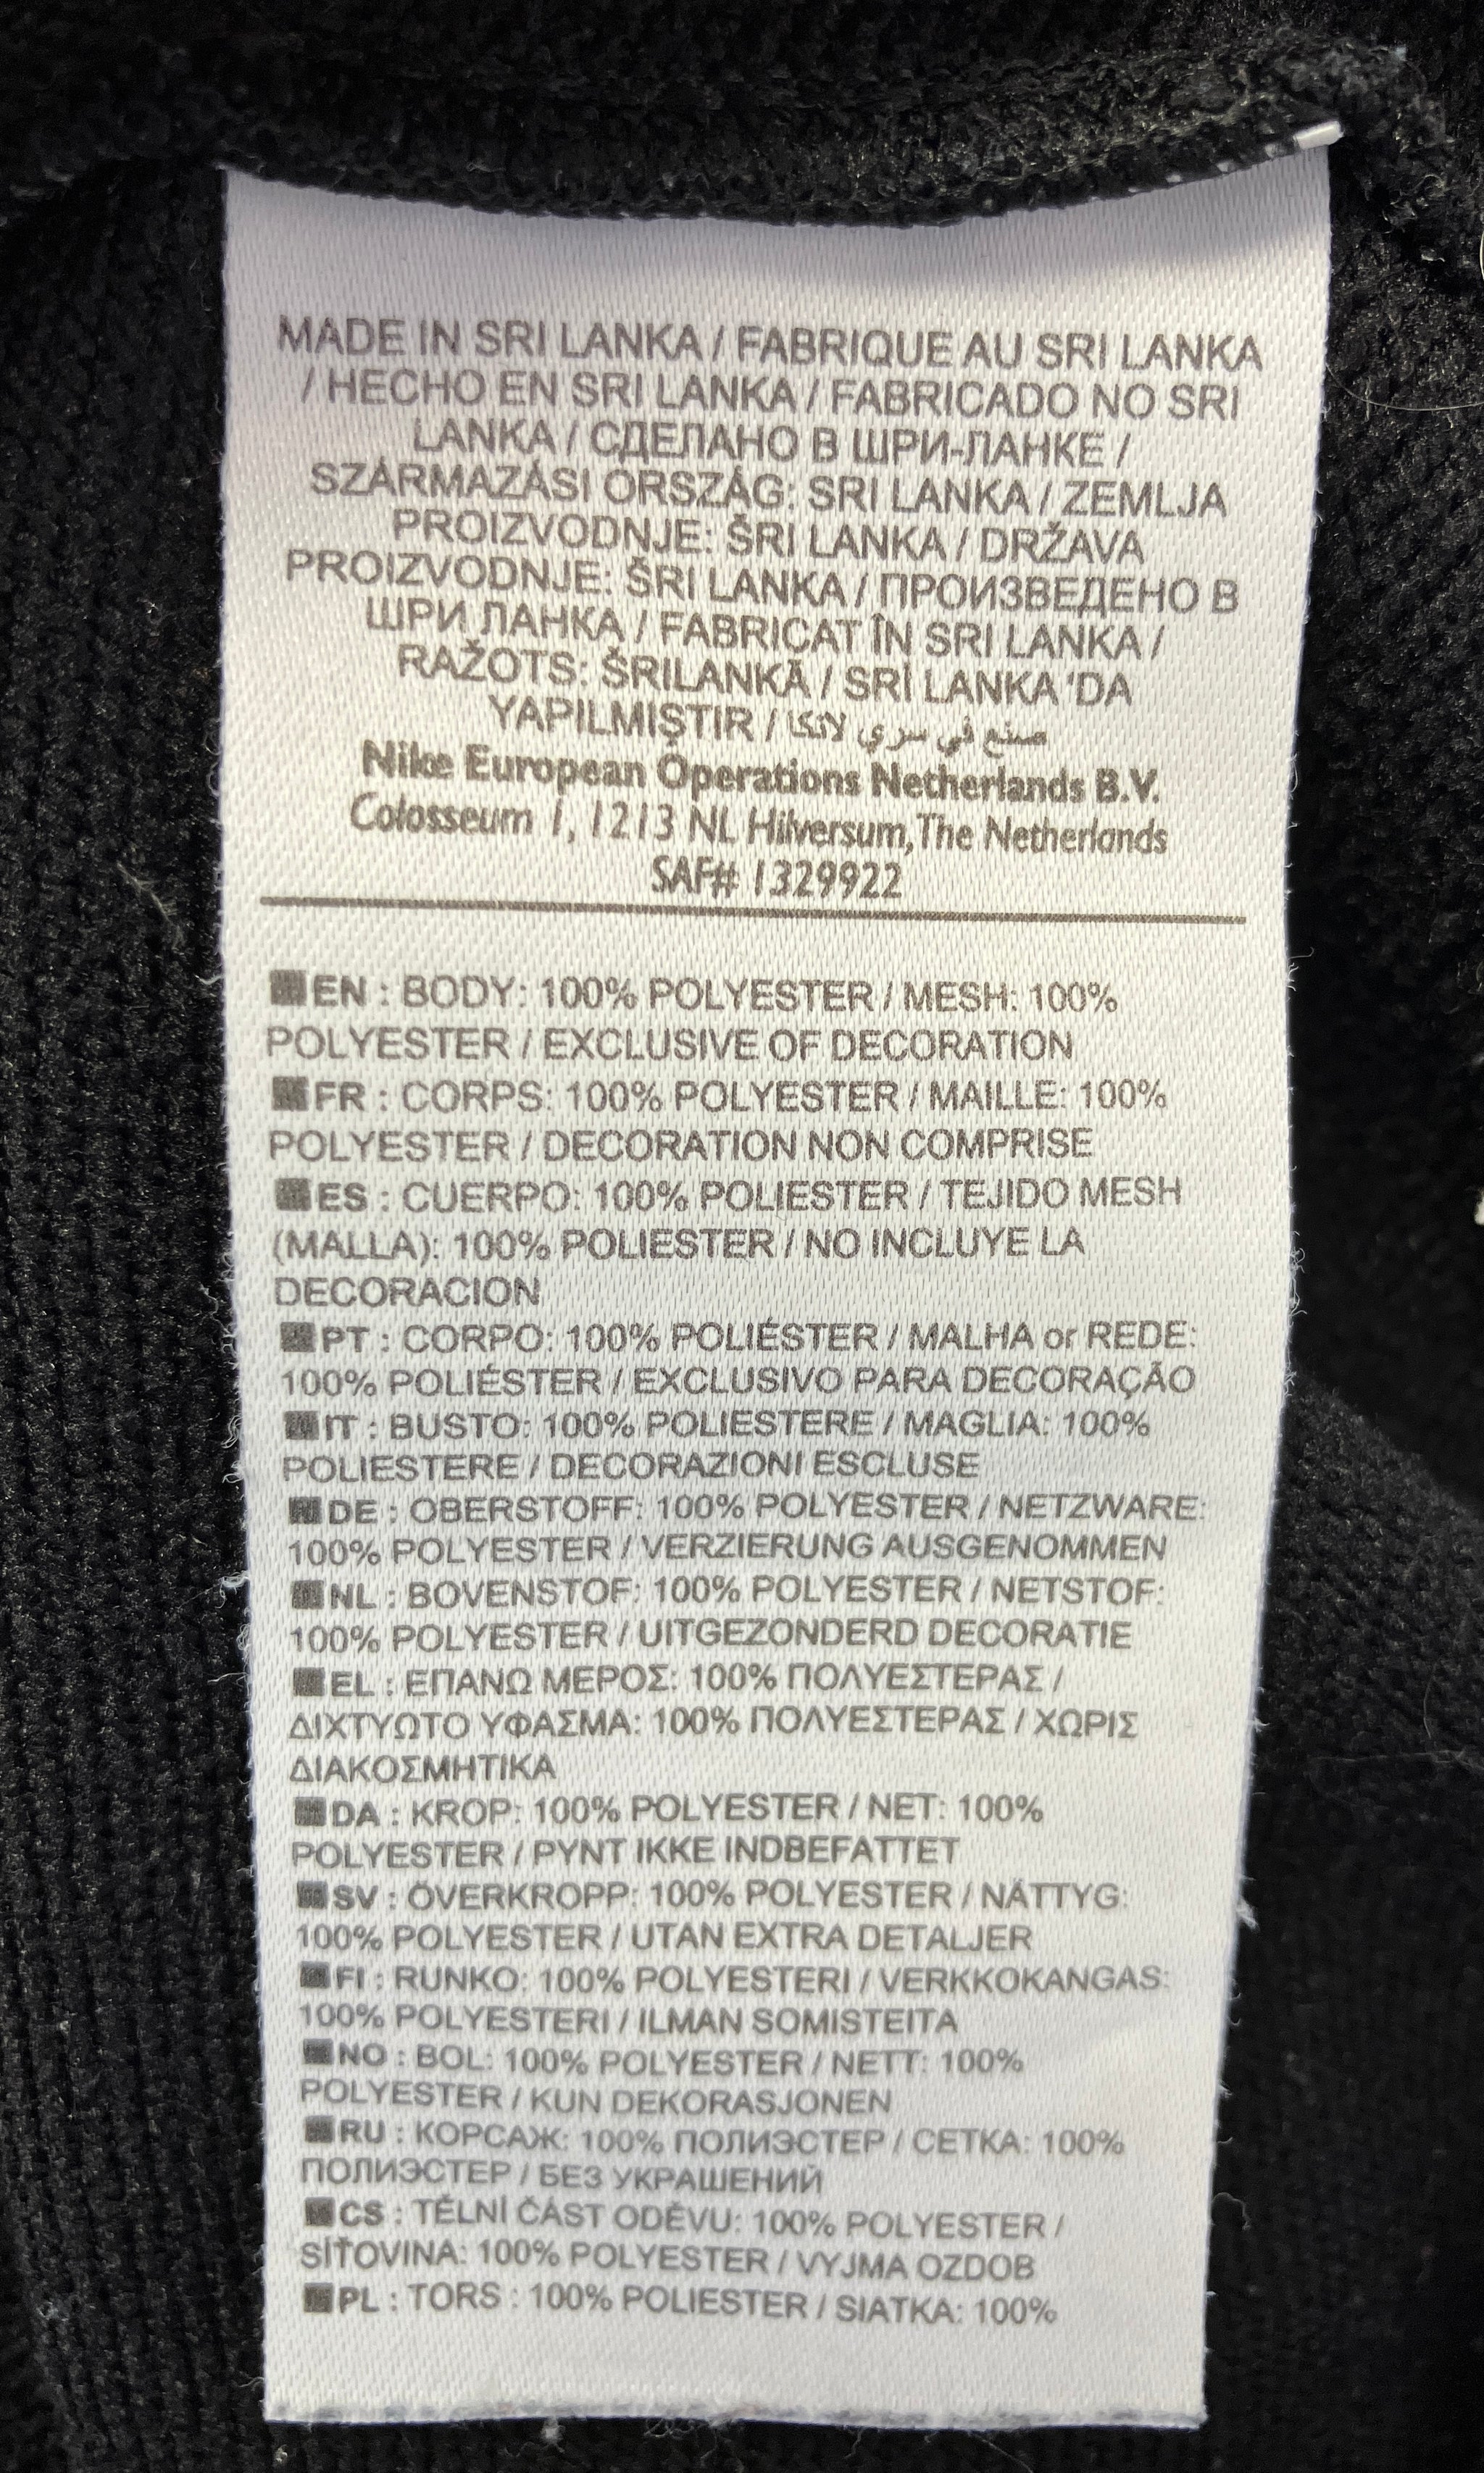 MADE IN SRI LANKA / FABRIQUE AU SRI LANKA
/ HECHO EN SRI LANKA / FABRICADO NO SRI
LANKA / СДЕЛАНО В ШРИ-ЛАНКЕ /
SZÁRMAZÁSI ORSZÁG: SRI LANKA / ZEMLJA
PROIZVODNJE: ŠRI LANKA / DRŽAVA
PROIZVODNJE: ŠRI LANKA / ПРОИЗВЕДЕНО В
ШРИ ЛАНКА / FABRICAT ÎN SRI LANKA /
RAŽOTS: ŠRILANKĀ / SRİ LANKA 'DA
YAPILMIŞTIR / صنع في سري لانكا
Nike European Operations Netherlands B.V.
Colosseum 1, 1213 NL Hilversum, The Netherlands
SAF# 1329922
EN : BODY: 100% POLYESTER / MESH: 100%
POLYESTER / EXCLUSIVE OF DECORATION
FR : CORPS: 100% POLYESTER / MAILLE: 100%
POLYESTER / DECORATION NON COMPRISE
ES : CUERPO: 100% POLIESTER / TEJIDO MESH
(MALLA): 100% POLIESTER / NO INCLUYE LA
DECORACION
PT : CORPO: 100% POLIÉSTER / MALHA or REDE:
100% POLIÉSTER / EXCLUSIVO PARA DECORAÇÃO
IT : BUSTO: 100% POLIESTERE / MAGLIA: 100%
POLIESTERE / DECORAZIONI ESCLUSE
DE : OBERSTOFF: 100% POLYESTER / NETZWARE:
100% POLYESTER / VERZIERUNG AUSGENOMMEN
NL : BOVENSTOF: 100% POLYESTER / NETSTOF:
100% POLYESTER / UITGEZONDERD DECORATIE
EL : ΕΠΑΝΩ ΜΕΡΟΣ: 100% ΠΟΛΥΕΣΤΕΡΑΣ /
ΔΙΧΤΥΩΤΟ ΥΦΑΣΜΑ: 100% ΠΟΛΥΕΣΤΕΡΑΣ / ΧΩΡΙΣ
ΔΙΑΚΟΣΜΗΤΙΚΑ
DA : KROP: 100% POLYESTER / NET: 100%
POLYESTER / PYNT IKKE INDBEFATTET
SV : ÖVERKROPP: 100% POLYESTER / NÄTTYG:
100% POLYESTER / UTAN EXTRA DETALJER
FI : RUNKO: 100% POLYESTERI / VERKKOKANGAS:
100% POLYESTERI / ILMAN SOMISTEITA
NO : BOL: 100% POLYESTER / NETT: 100%
POLYESTER / KUN DEKORASJONEN
RU : КОРСАЖ: 100% ПОЛИЭСТЕР / СЕТКА: 100%
ПОЛИЭСТЕР / БЕЗ УКРАШЕНИЙ
CS : TĚLNÍ ČÁST ODĚVU: 100% POLYESTER /
SÍŤOVINA: 100% POLYESTER / VYJMA OZDOB
PL : TORS : 100% POLIESTER / SIATKA: 100%